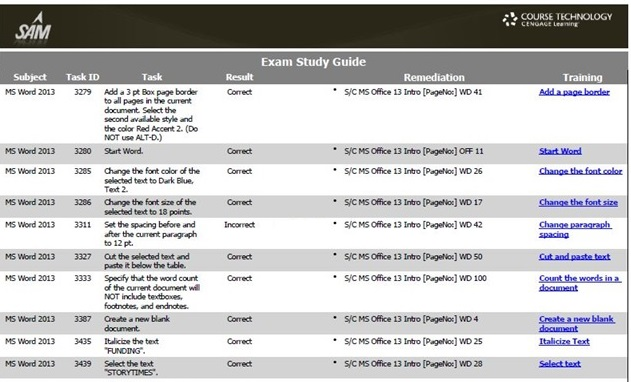 SAM
COURSE TECHNOLOGY
CENGAGE Learning
Exam Study Guide
Subject Task ID Task Result Remediation Training
MS Word 2013 3279 Add a 3 pt Box page border Correct • S/C MS Office 13 Intro [PageNo:] WD 41 Add a page border
to all pages in the current
document. Select the
second available style and
the color Red Accent 2. (Do
NOT use ALT-D.)
MS Word 2013 3280 Start Word. Correct • S/C MS Office 13 Intro [PageNo:] OFF 11 Start Word
MS Word 2013 3285 Change the font color of the Correct • S/C MS Office 13 Intro [PageNo:] WD 26 Change the font color
selected text to Dark Blue,
Text 2.
MS Word 2013 3286 Change the font size of the Correct • S/C MS Office 13 Intro [PageNo:] WD 17 Change the font size
selected text to 18 points.
MS Word 2013 3311 Set the spacing before and Incorrect • S/C MS Office 13 Intro [PageNo:] WD 42 Change paragraph
after the current paragraph spacing
to 12 pt.
MS Word 2013 3327 Cut the selected text and Correct • S/C MS Office 13 Intro [PageNo:] WD 50 Cut and paste text
paste it below the table.
MS Word 2013 3333 Specify that the word count Correct • S/C MS Office 13 Intro [PageNo:] WD 100 Count the words in a
of the current document will document
NOT include textboxes,
footnotes, and endnotes.
MS Word 2013 3387 Create a new blank Correct • S/C MS Office 13 Intro [PageNo:] WD 4 Create a new blank
document. document
MS Word 2013 3435 Italicize the text Correct • S/C MS Office 13 Intro [PageNo:] WD 25 Italicize Text
"FUNDING".
MS Word 2013 3439 Select the text Correct • S/C MS Office 13 Intro [PageNo:] WD 28 Select text
"STORYTIMES".